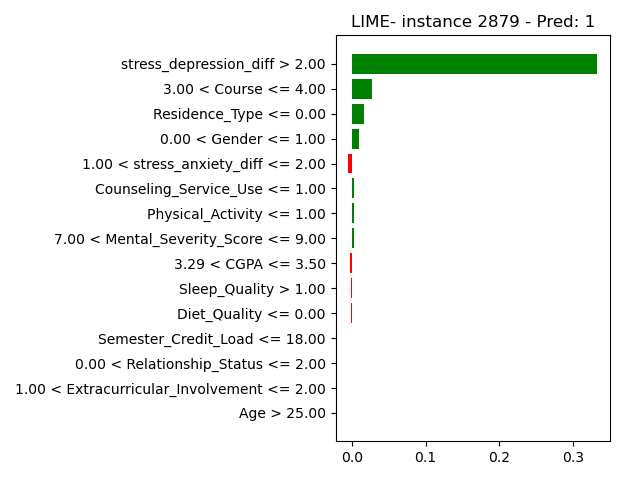 LIME- instance 2879 - Pred: 1
stress_depression_diff > 2.00
3.00 < Course <= 4.00
Residence_Type <= 0.00
0.00 < Gender <= 1.00
1.00 < stress_anxiety_diff <= 2.00
Counseling_Service_Use <= 1.00
Physical_Activity <= 1.00
7.00 < Mental_Severity_Score <= 9.00
3.29 < CGPA <= 3.50
Sleep_Quality > 1.00
Diet_Quality <= 0.00
Semester_Credit_Load <= 18.00
0.00 < Relationship_Status <= 2.00
1.00 < Extracurricular_Involvement <= 2.00
Age > 25.00
0.0 0.1 0.2 0.3